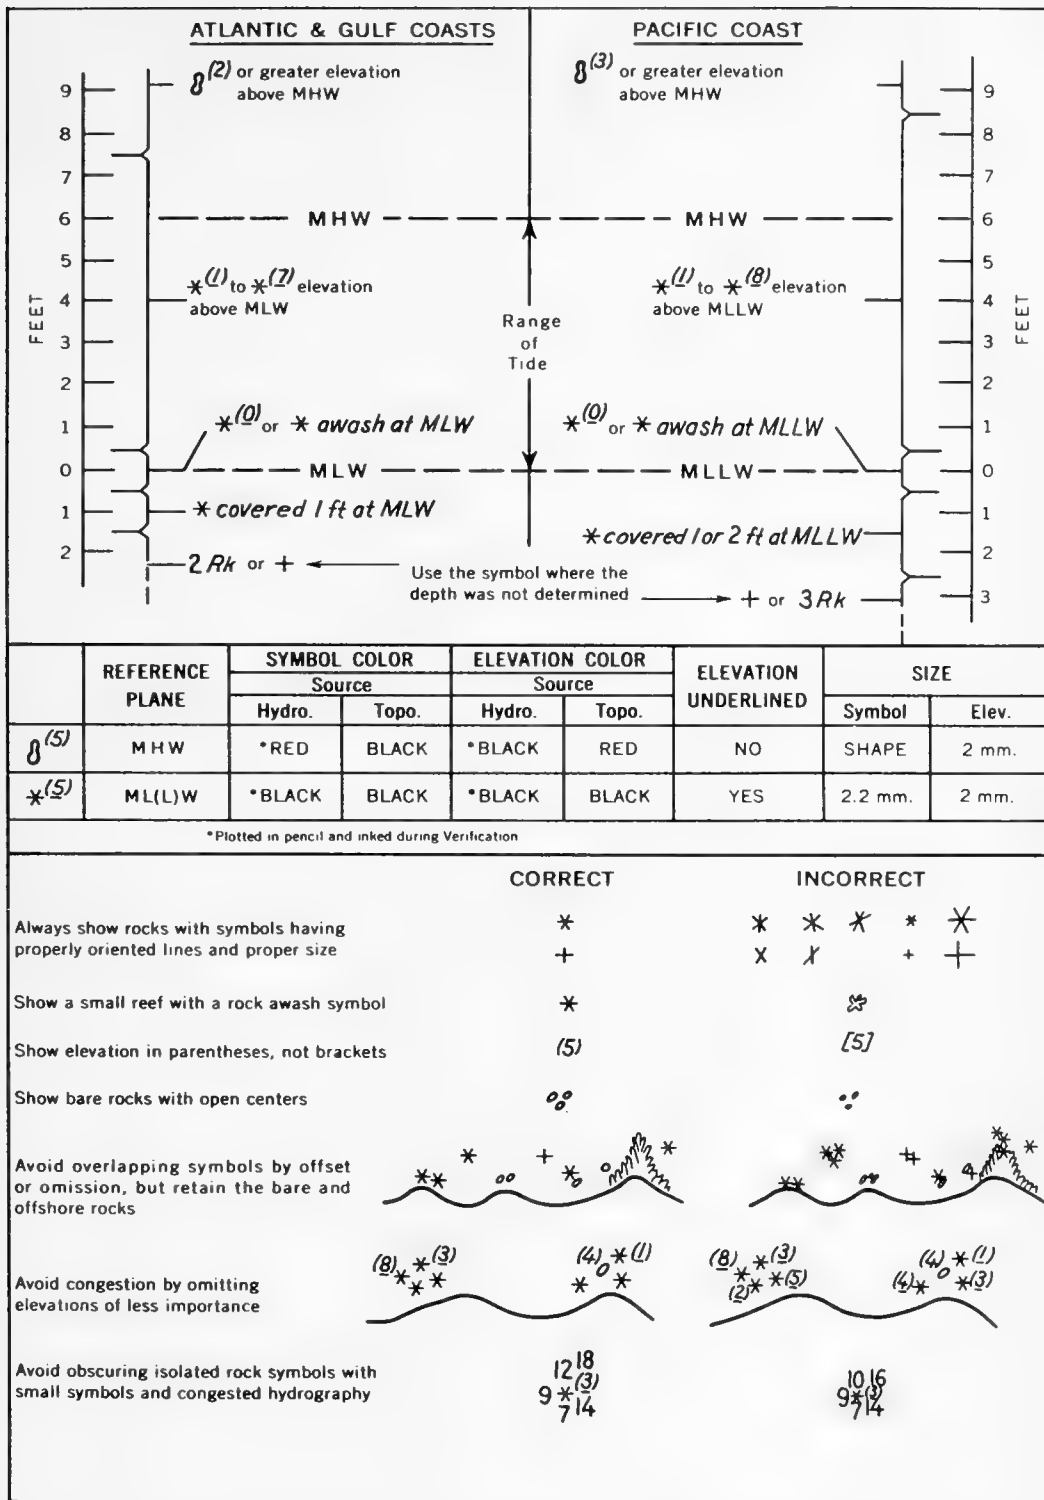 ATLANTIC & GULF COASTS
PACIFIC COAST
(2) or greater elevation
above MHW
(3) or greater elevation
above MHW
9
8
7
6
5
4
3
2
1
0
1
2
FEET
9
8
7
6
5
4
3
2
1
0
1
2
3
FEET
MHW
MHW
*(1) to *(7) elevation
above MLW
*(1) to *(8) elevation
above MLLW
Range
of
Tide
*(0) or * awash at MLW
*(0) or * awash at MLLW
MLW
MLLW
* covered 1 ft at MLW
* covered 1 or 2 ft at MLLW
2 Rk or +
Use the symbol where the
depth was not determined
+ or 3 Rk
REFERENCE
PLANE
SYMBOL COLOR
Source
Hydro. Topo.
ELEVATION COLOR
Source
Hydro. Topo.
ELEVATION
UNDERLINED
SIZE
Symbol Elev.
(5) MHW *RED BLACK *BLACK RED NO SHAPE 2 mm.
*(5) ML(L)W *BLACK BLACK *BLACK BLACK YES 2.2 mm. 2 mm.
*Plotted in pencil and inked during Verification
CORRECT INCORRECT
Always show rocks with symbols having
properly oriented lines and proper size
Show a small reef with a rock awash symbol
Show elevation in parentheses, not brackets (5) [5]
Show bare rocks with open centers
Avoid overlapping symbols by offset
or omission, but retain the bare and
offshore rocks
Avoid congestion by omitting
elevations of less importance
(8) * *(3) (4) *(1)
(8) * *(3) (2) * *(5) (4) *(1) (4)* *(3)
Avoid obscuring isolated rock symbols with
small symbols and congested hydrography
12 18
9 *(3)
7 14
10 16
9*(3)
7 14